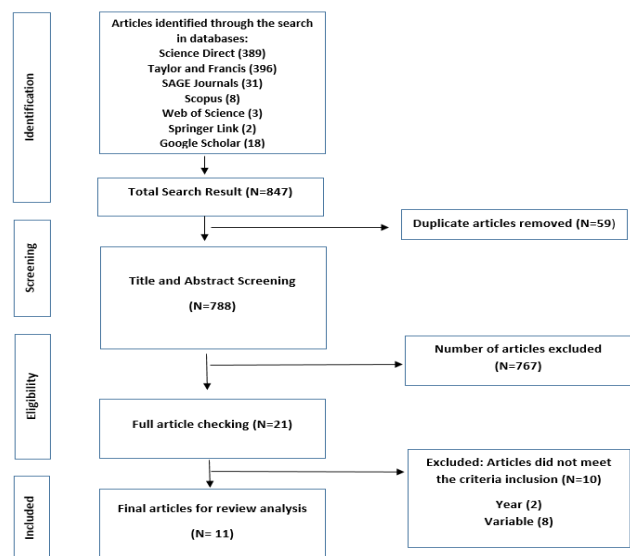 Identification
Articles identified through the search
in databases:
Science Direct (389)
Taylor and Francis (396)
SAGE Journals (31)
Scopus (8)
Web of Science (3)
Springer Link (2)
Google Scholar (18)
Total Search Result (N=847)
Duplicate articles removed (N=59)
Screening
Title and Abstract Screening
(N=788)
Number of articles excluded
(N=767)
Eligibility
Full article checking (N=21)
Excluded: Articles did not meet
the criteria inclusion (N=10)
Year (2)
Variable (8)
Included
Final articles for review analysis
(N= 11)